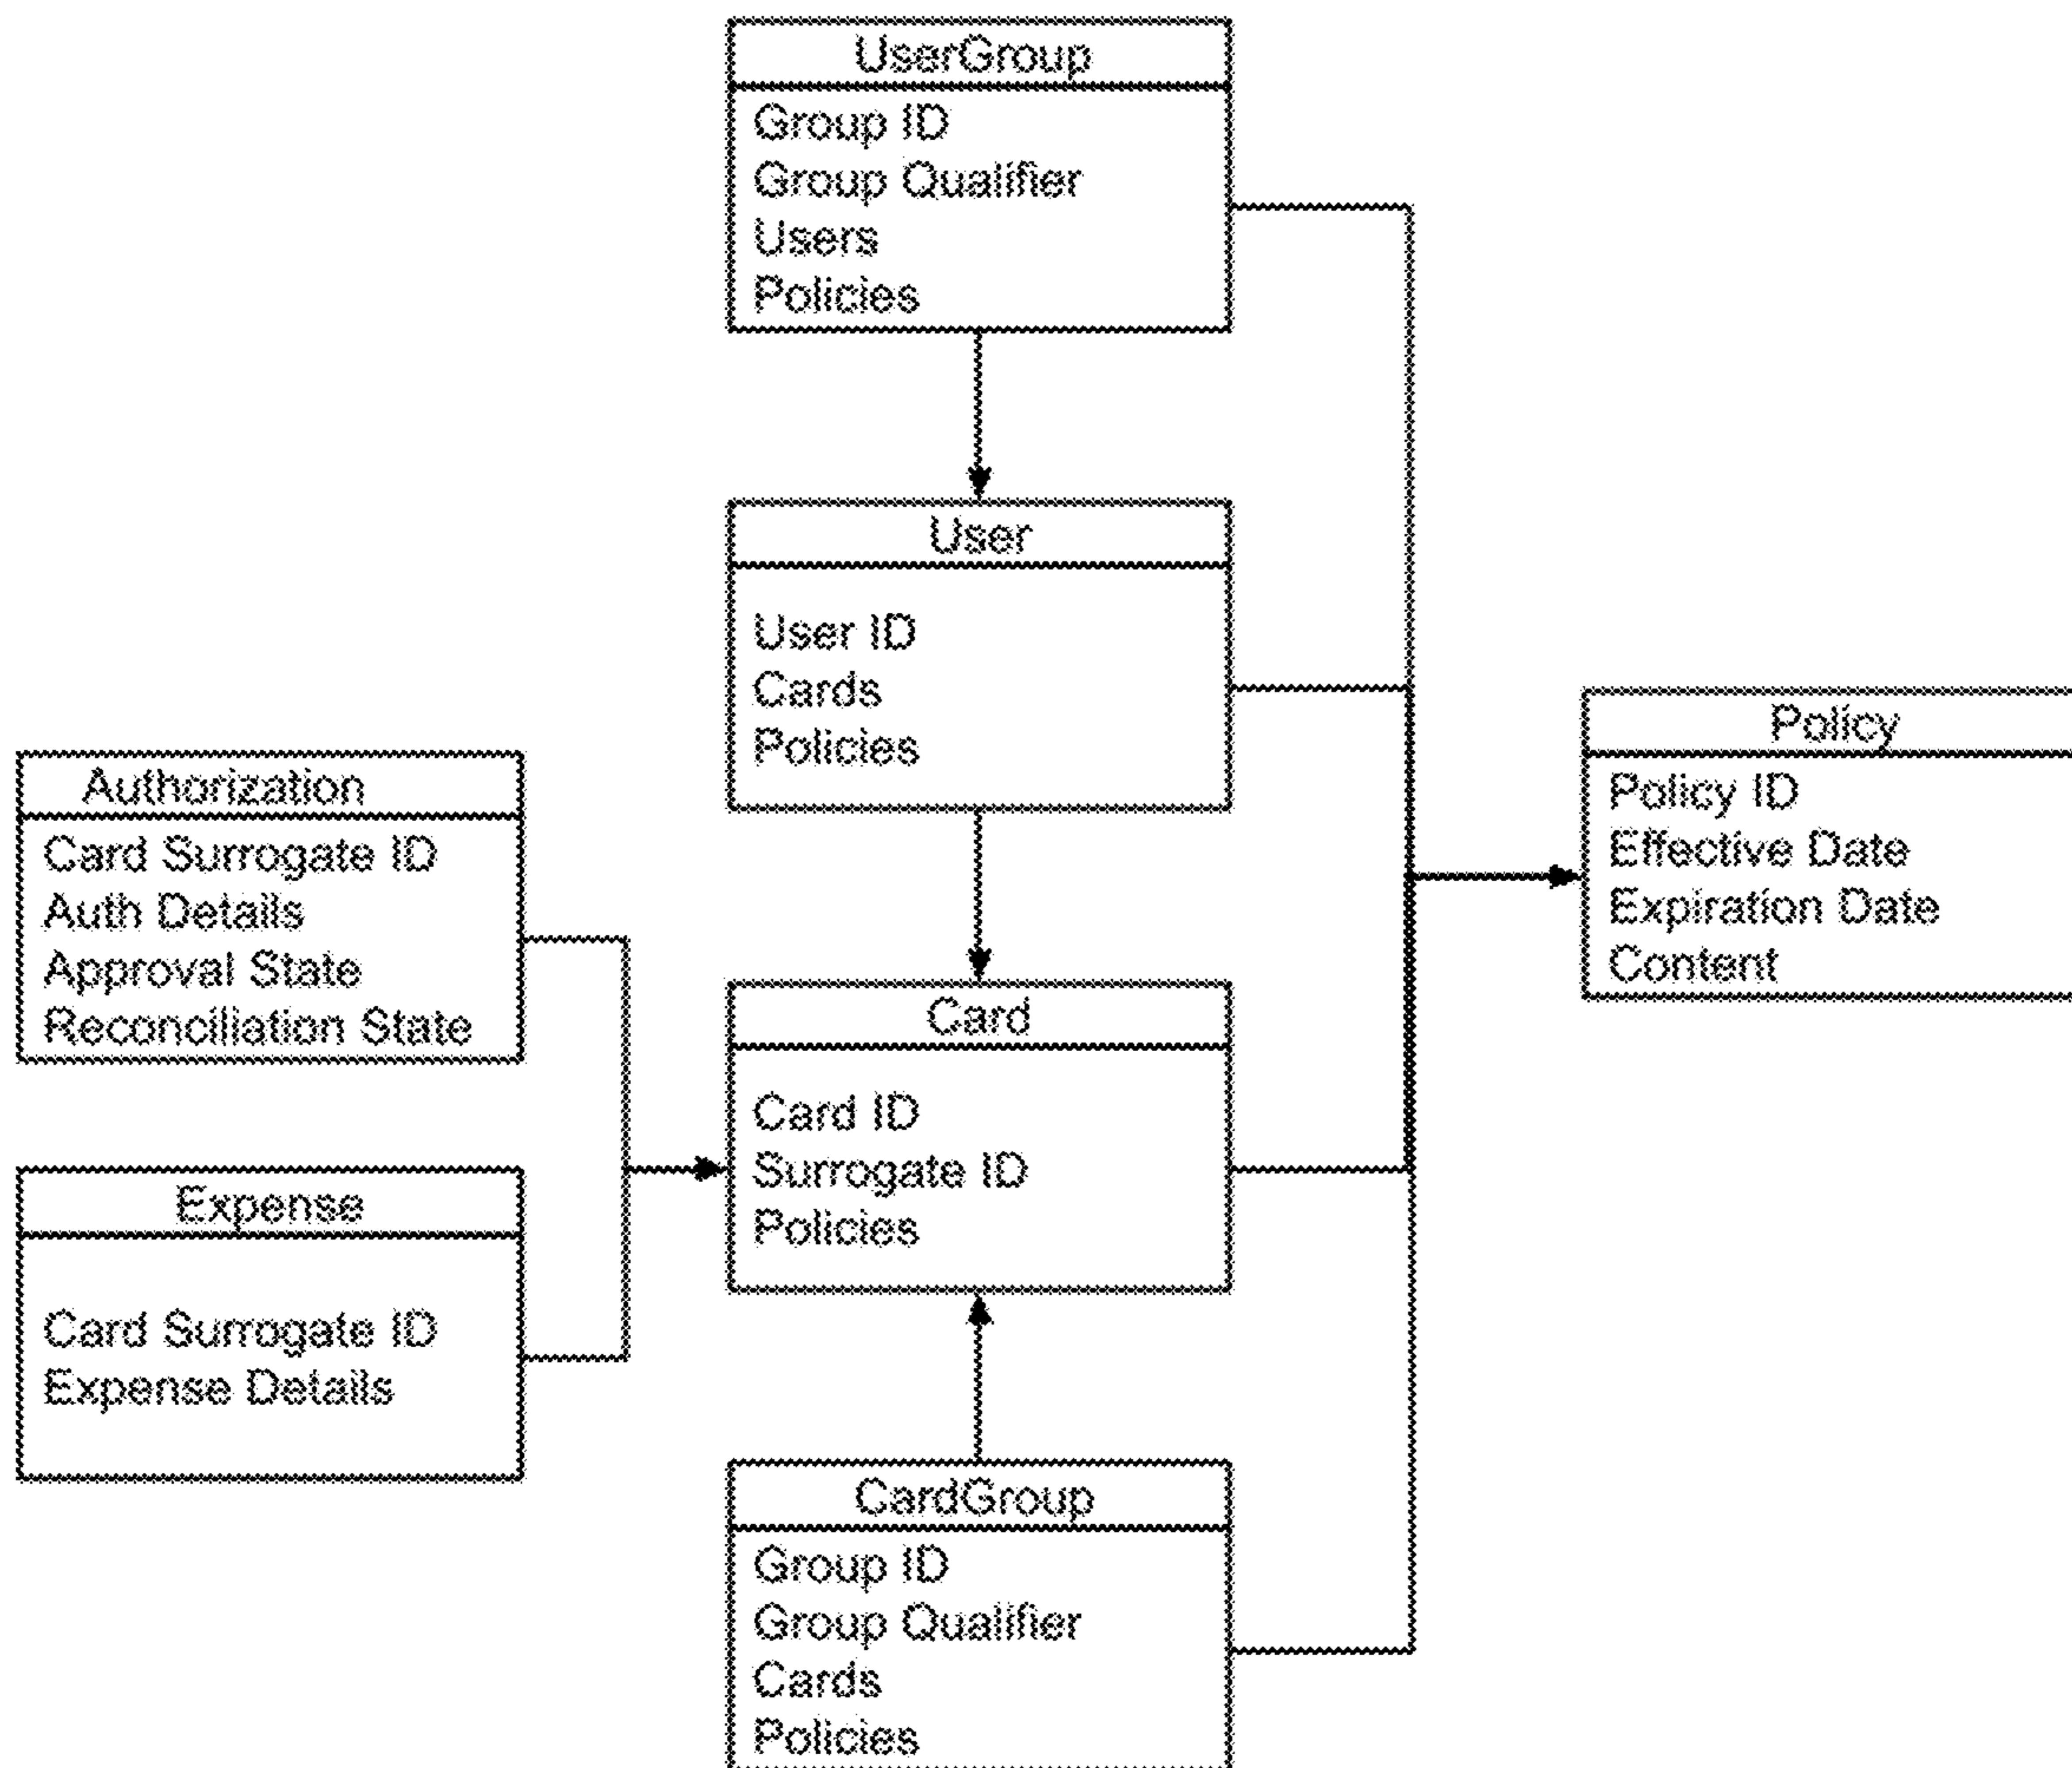 UserGroup
Group ID
Group Qualifier
Users
Policies
User
User ID
Cards
Policies
Authorization
Card Surrogate ID
Auth Details
Approval State
Reconciliation State
Expense
Card Surrogate ID
Expense Details
Card
Card ID
Surrogate ID
Policies
CardGroup
Group ID
Group Qualifier
Cards
Policies
Policy
Policy ID
Effective Date
Expiration Date
Content